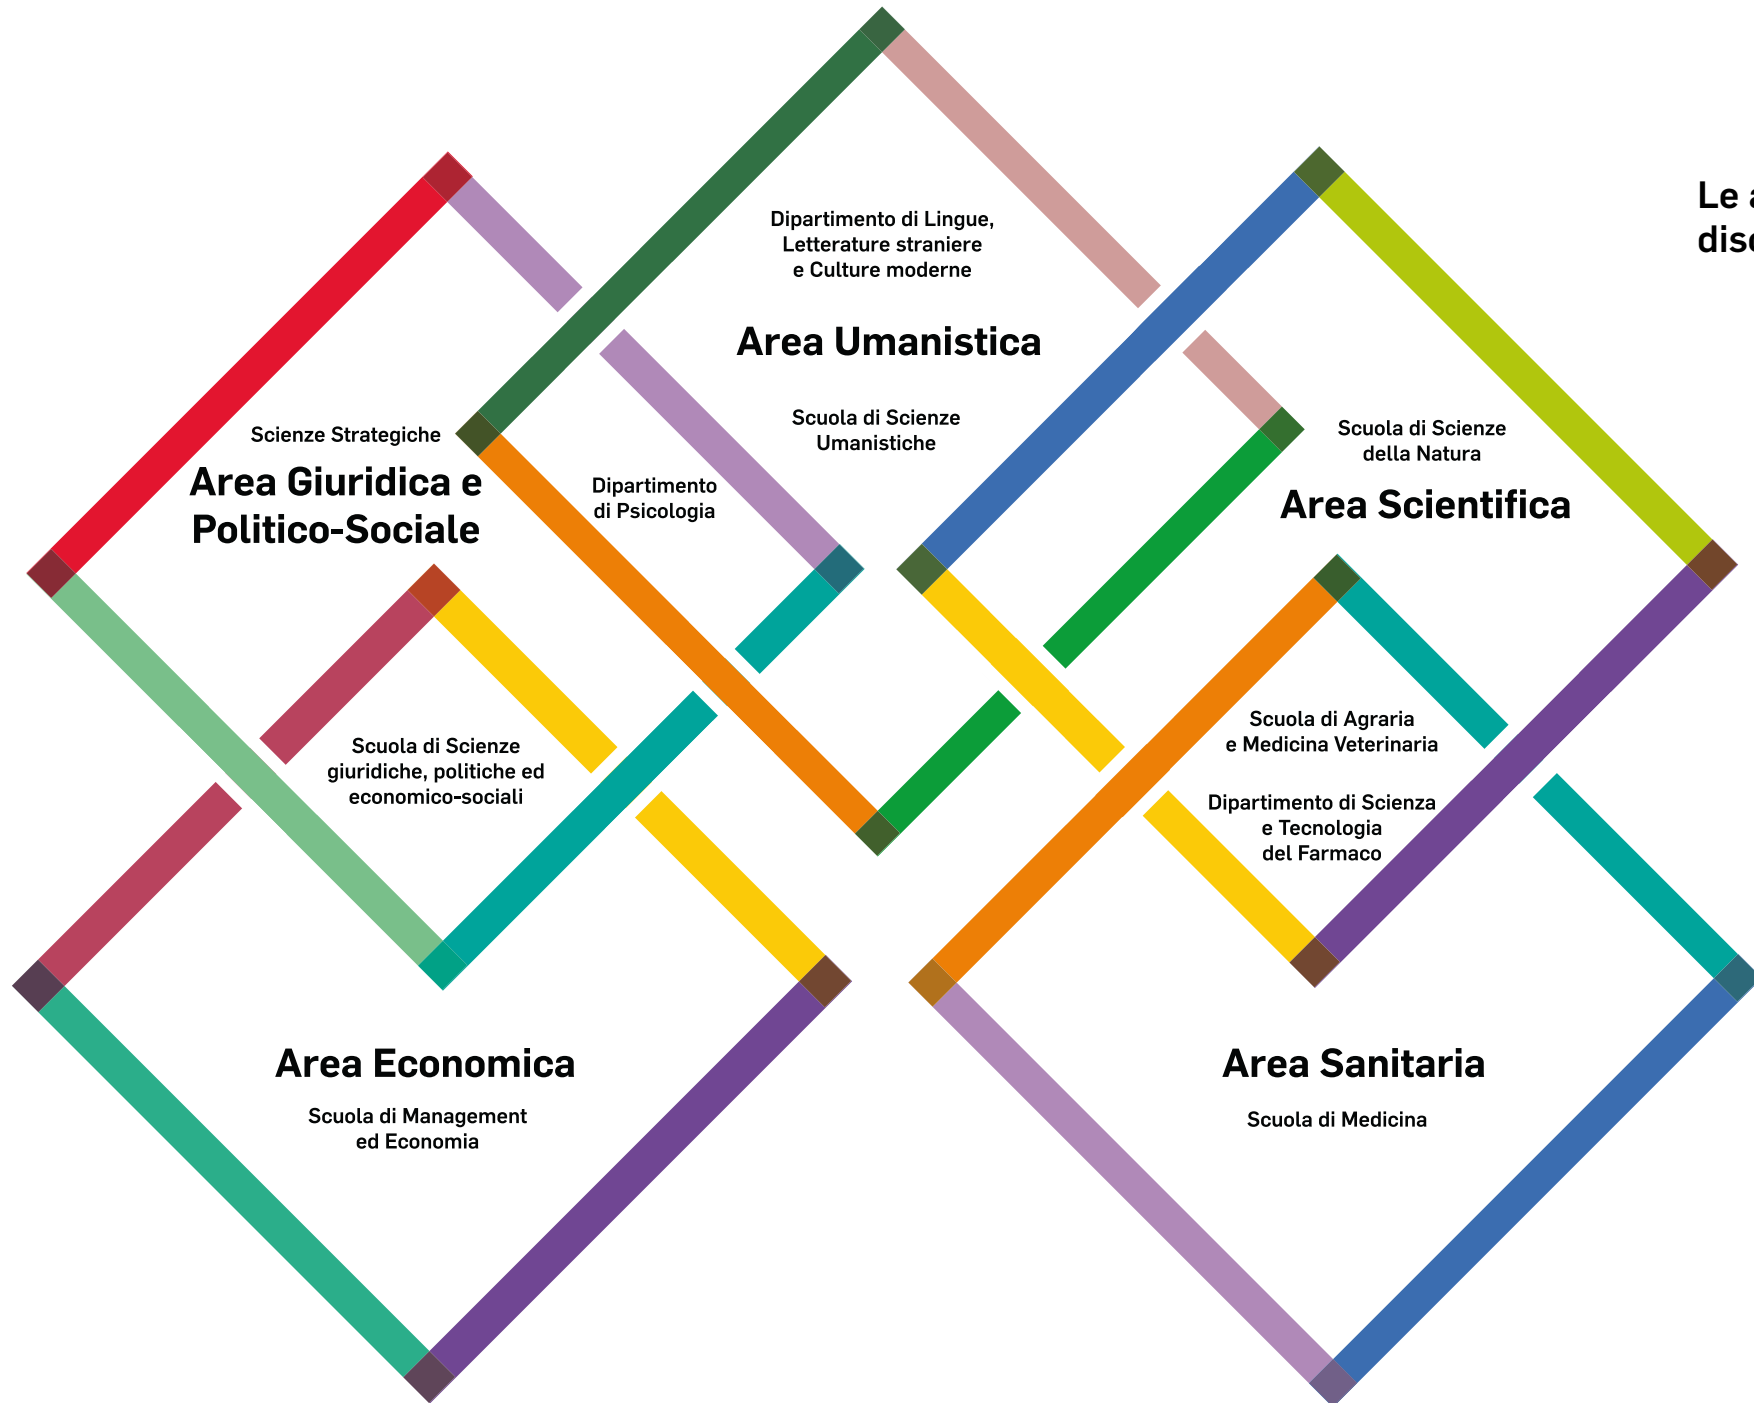 Le
Dipartimento di Lingue,
Letterature straniere
e Culture moderne
Area Umanistica
Scuola di Scienze
Umanistiche
Dipartimento
di Psicologia
Scienze Strategiche
Area Giuridica e
Politico-Sociale
Scuola di Scienze
giuridiche, politiche ed
economico-sociali
Scuola di Scienze
della Natura
Area Scientifica
Scuola di Agraria
e Medicina Veterinaria
Dipartimento di Scienza
e Tecnologia
del Farmaco
Area Economica
Scuola di Management
ed Economia
Area Sanitaria
Scuola di Medicina